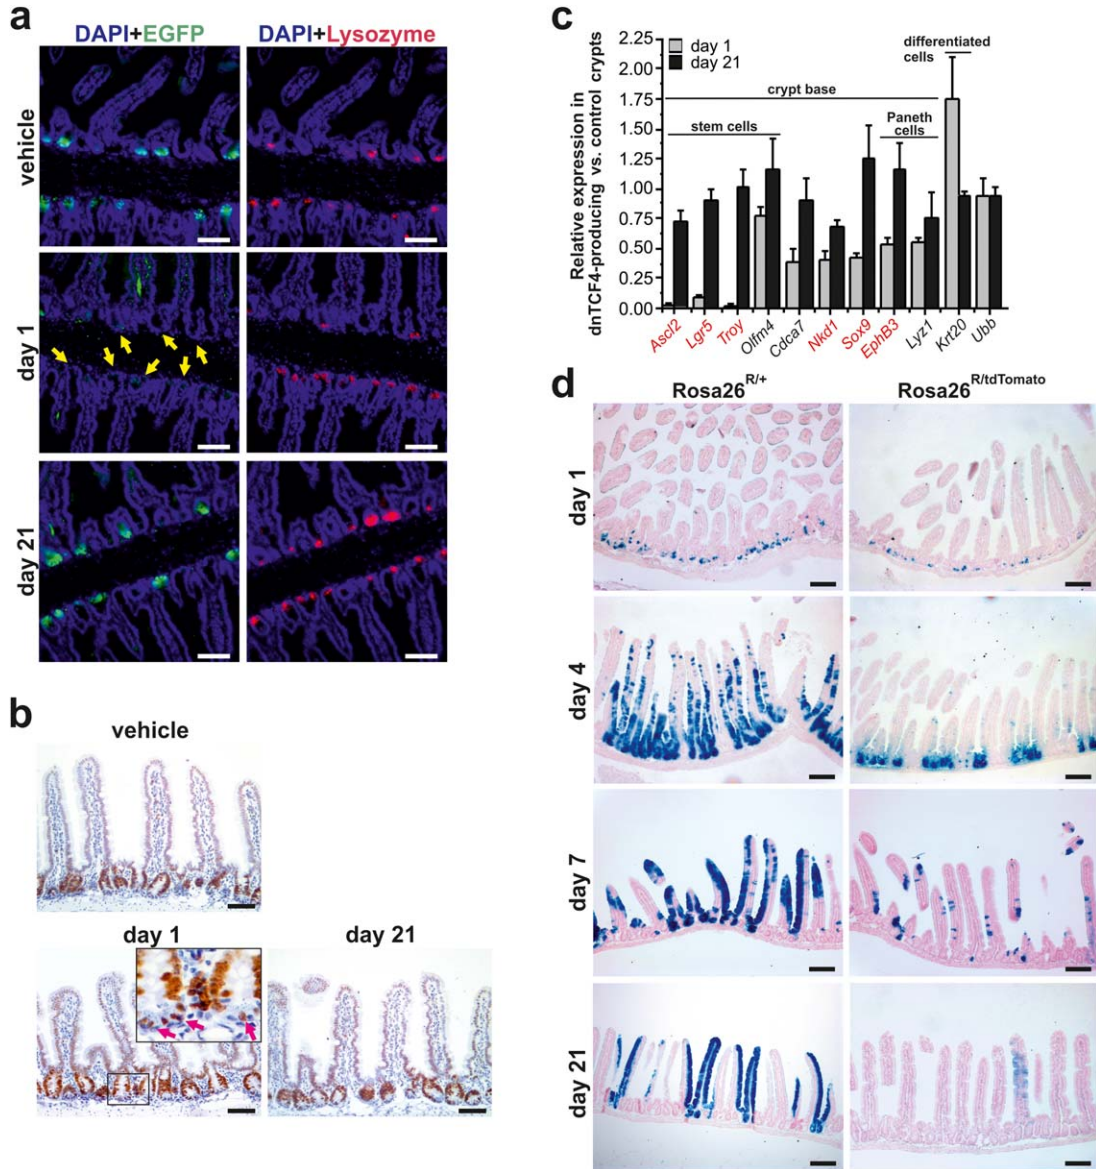 a
DAPI+EGFP
DAPI+Lysozyme
vehicle
day 1
day 21
b
vehicle
day 1
day 21
c
Relative expression in
dnTCF4-producing vs. control crypts
2.25
2.00
1.75
1.50
1.25
1.00
0.75
0.50
0.25
0.00
day 1
day 21
differentiated
cells
crypt base
stem cells
Paneth
cells
Ascl2
Lgr5
Troy
Olfm4
Cdca7
Nkd1
Sox9
EphB3
Lyz1
Krt20
Ubb
d
Rosa26R/+
Rosa26R/tdTomato
day 1
day 4
day 7
day 21